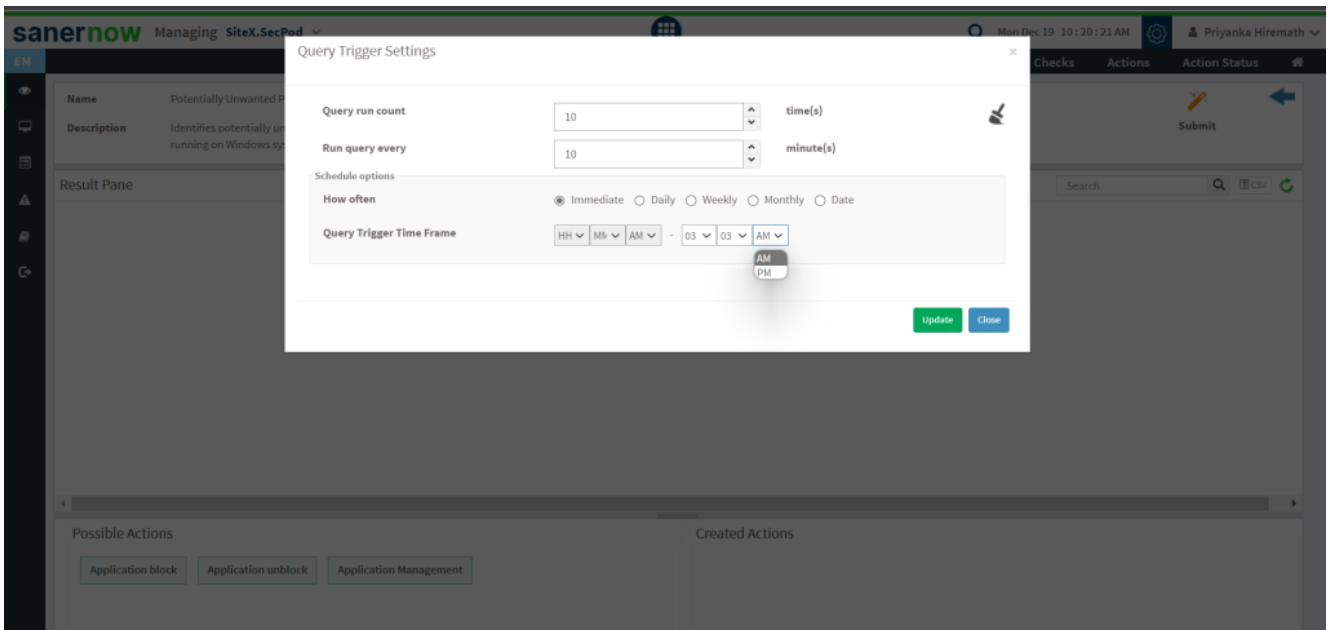 sanernow Managing SiteX.SecPod Mon Dec 19 10:20:21 AM Priyanka Hiremath
EM Checks Actions Action Status
Query Trigger Settings ×
Name Potentially Unwanted P
Description Identifies potentially un
running on Windows sy
Submit
Query run count 10 time(s)
Run query every 10 minute(s)
Schedule options
How often Immediate Daily Weekly Monthly Date
Query Trigger Time Frame HH MM AM - 03 03 AM
AM
PM
Update Close
Result Pane Search CSV
Possible Actions Created Actions
Application block Application unblock Application Management